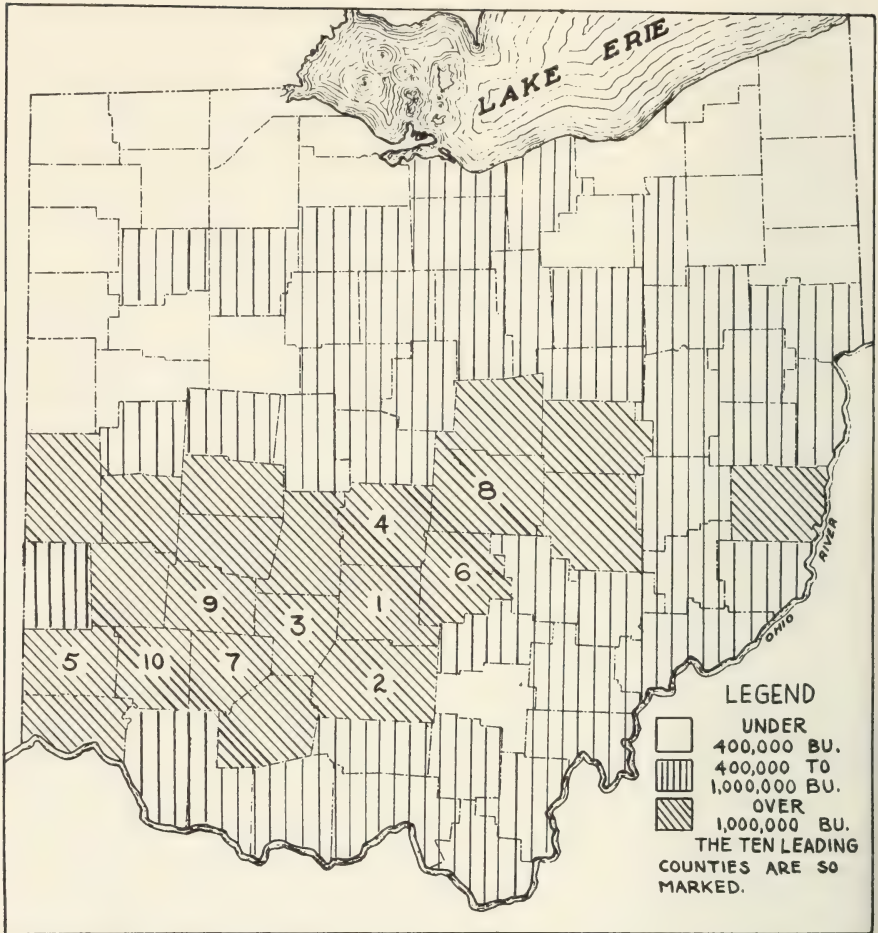 LAKE ERIE
8
4
6
9
3
1
5
10
7
2
OHIO RIVER
LEGEND
UNDER
400,000 BU.
400,000 TO
1,000,000 BU.
OVER
1,000,000 BU.
THE TEN LEADING
COUNTIES ARE SO
MARKED.